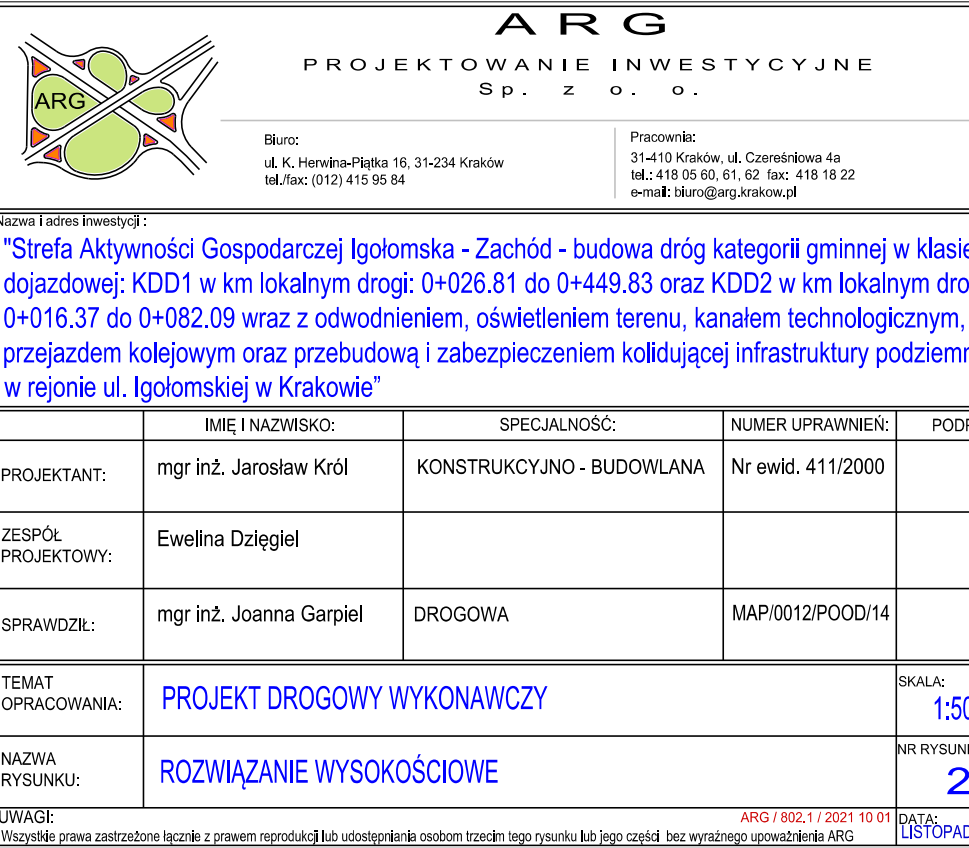 ARG
A R G
PROJEKTOWANIE INWESTYCYJNE
Sp. z o. o.
Biuro:
ul. K. Herwina-Piątka 16, 31-234 Kraków
tel./fax: (012) 415 95 84
Pracownia:
31-410 Kraków, ul. Czereśniowa 4a
tel.: 418 05 60, 61, 62 fax: 418 18 22
e-mail: biuro@arg.krakow.pl
Nazwa i adres inwestycji :
"Strefa Aktywności Gospodarczej Igołomska - Zachód - budowa dróg kategorii gminnej w klasie
dojazdowej: KDD1 w km lokalnym drogi: 0+026.81 do 0+449.83 oraz KDD2 w km lokalnym
0+016.37 do 0+082.09 wraz z odwodnieniem, oświetleniem terenu, kanałem technologicznym,
przejazdem kolejowym oraz przebudową i zabezpieczeniem kolidującej infrastruktury
w rejonie ul. Igołomskiej w Krakowie”
IMIĘ I NAZWISKO: SPECJALNOŚĆ: NUMER UPRAWNIEŃ:
PROJEKTANT: mgr inż. Jarosław Król KONSTRUKCYJNO - BUDOWLANA Nr ewid. 411/2000
ZESPÓŁ
PROJEKTOWY: Ewelina Dzięgiel
SPRAWDZIŁ: mgr inż. Joanna Garpiel DROGOWA MAP/0012/POOD/14
TEMAT
OPRACOWANIA: PROJEKT DROGOWY WYKONAWCZY
SKALA:
NAZWA
RYSUNKU: ROZWIĄZANIE WYSOKOŚCIOWE
NR
2
UWAGI:
Wszystkie prawa zastrzeżone łącznie z prawem reprodukcji lub udostępniania osobom trzecim tego rysunku lub jego części bez wyraźnego upoważnienia ARG
ARG / 802.1 / 2021 10 01
DATA: